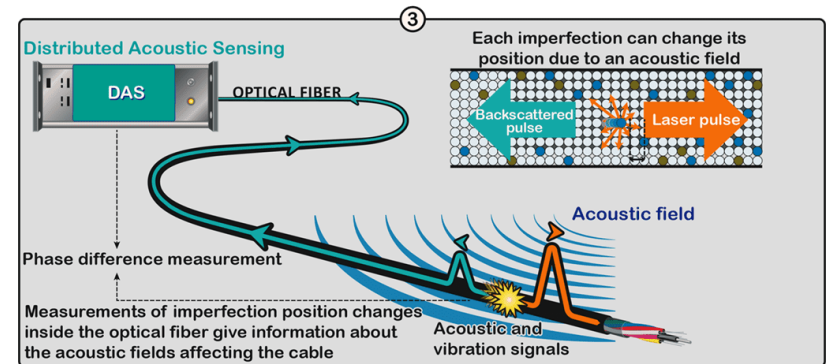 3
Distributed Acoustic Sensing
DAS
OPTICAL FIBER
Each imperfection can change its
position due to an acoustic field
Backscattered
pulse
Laser pulse
Acoustic field
Phase difference measurement
Measurements of imperfection position changes
inside the optical fiber give information about
the acoustic fields affecting the cable
Acoustic and
vibration signals